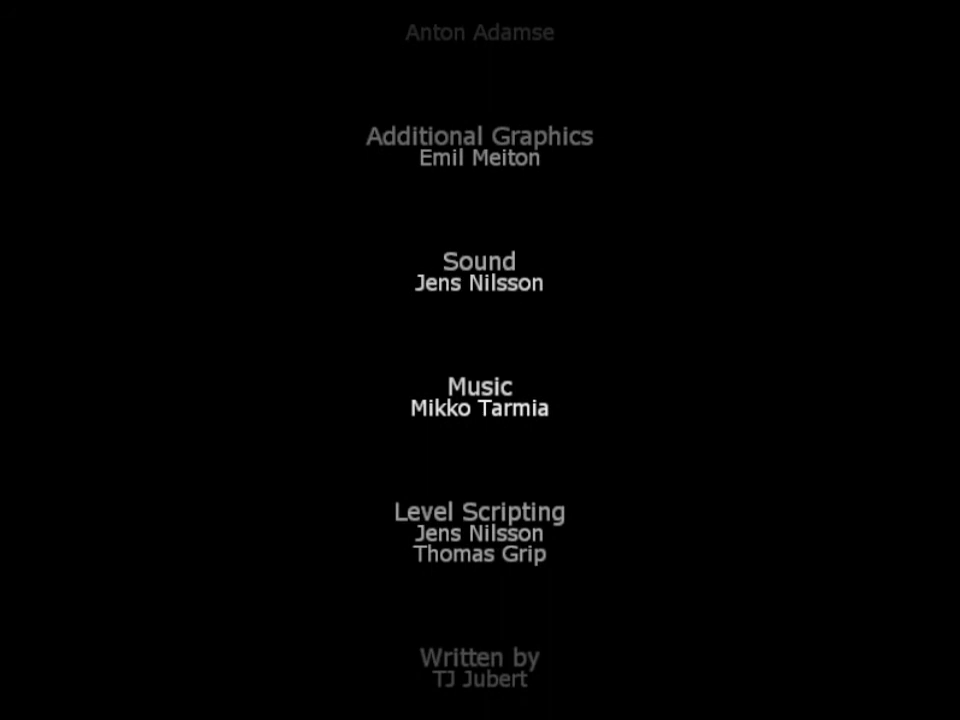 Anton Adamse
Additional Graphics
Emil Meiton
Sound
Jens Nilsson
Music
Mikko Tarmia
Level Scripting
Jens Nilsson
Thomas Grip
Written by
TJ Jubert